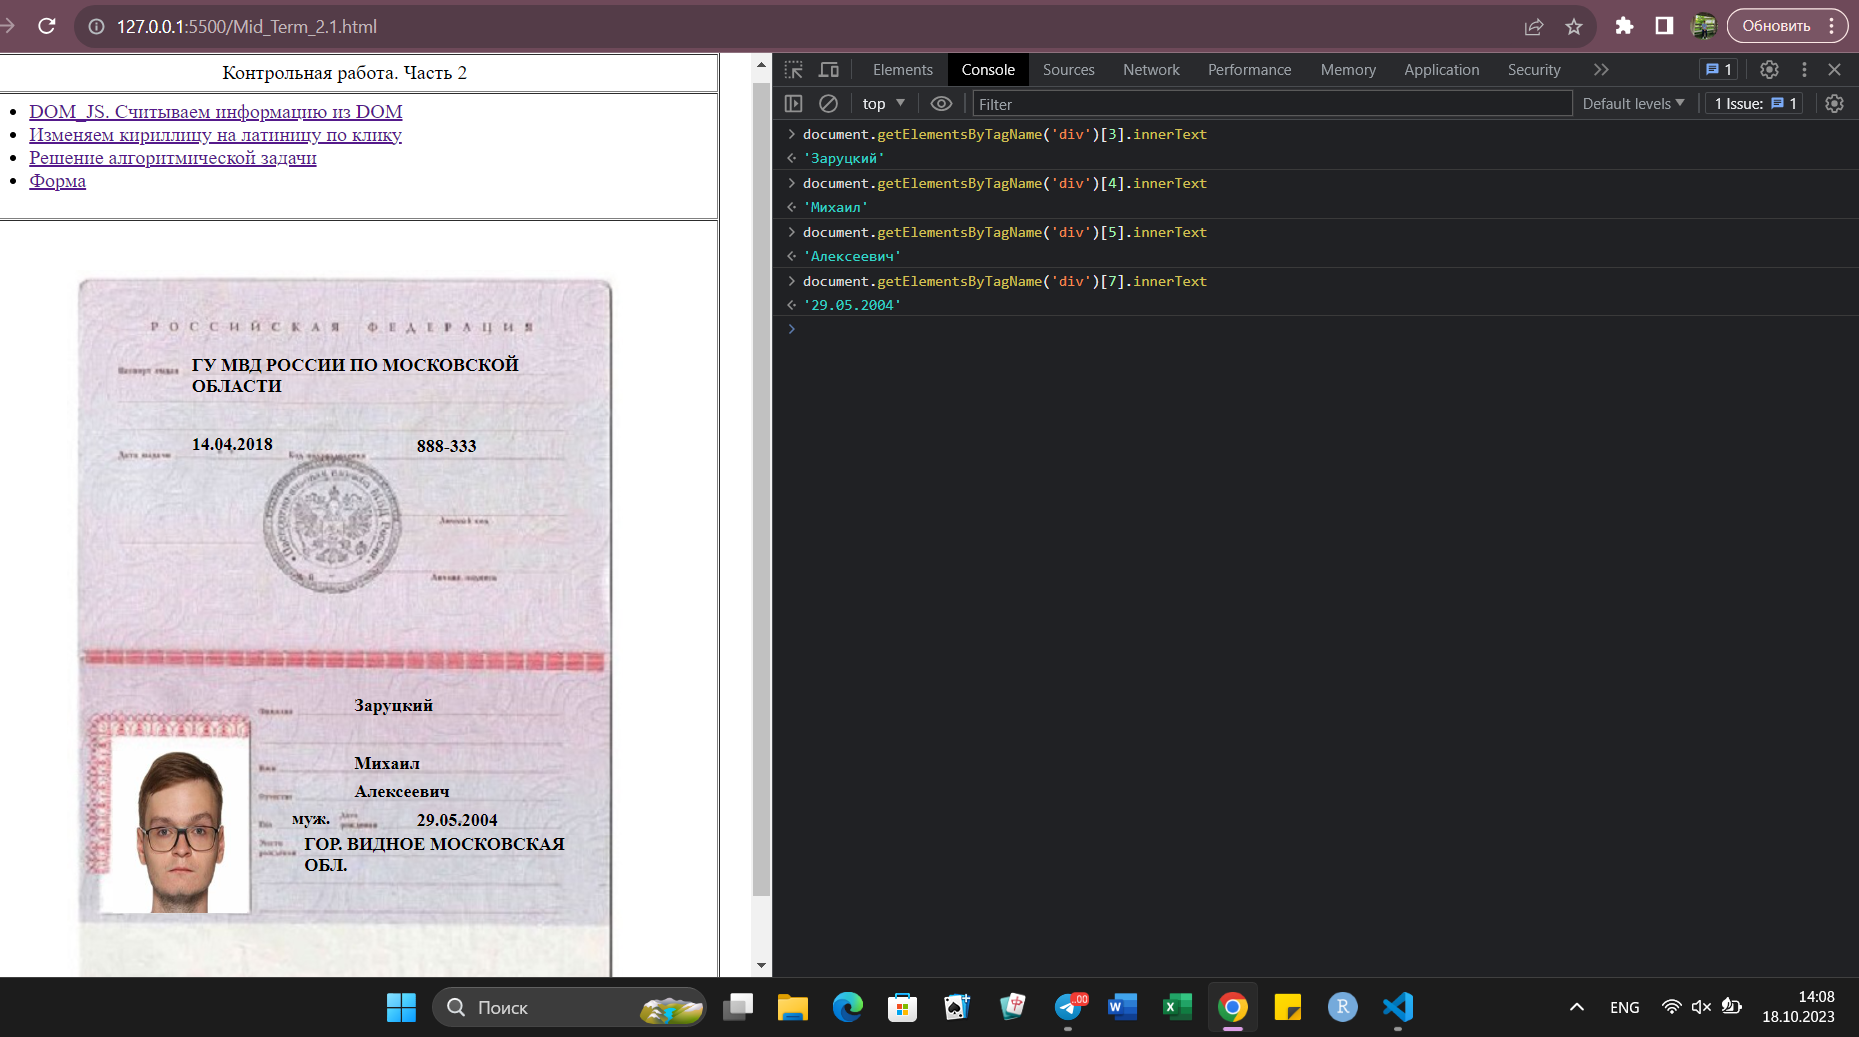 127.0.0.1:5500/Mid_Term_2.1.html
Обновить
Контрольная работа. Часть 2
DOM_JS. Считываем информацию из DOM
Изменяем кириллицу на латиницу по клику
Решение алгоритмической задачи
Форма
РОССИЙСКАЯ ФЕДЕРАЦИЯ
Паспорт выдан
ГУ МВД РОССИИ ПО МОСКОВСКОЙ
ОБЛАСТИ
14.04.2018
888-333
Дата выдачи
Код подразделения
Личный код
Личная подпись
Фамилия
Заруцкий
Имя
Михаил
Отчество
Алексеевич
Пол
муж.
Дата
рождения
29.05.2004
Место
рождения
ГОР. ВИДНОЕ МОСКОВСКАЯ
ОБЛ.
Elements Console Sources Network Performance Memory Application Security
1
top
Filter
Default levels
1 Issue: 1
document.getElementsByTagName('div')[3].innerText
'Заруцкий'
document.getElementsByTagName('div')[4].innerText
'Михаил'
document.getElementsByTagName('div')[5].innerText
'Алексеевич'
document.getElementsByTagName('div')[7].innerText
'29.05.2004'
Поиск
ENG
14:08
18.10.2023